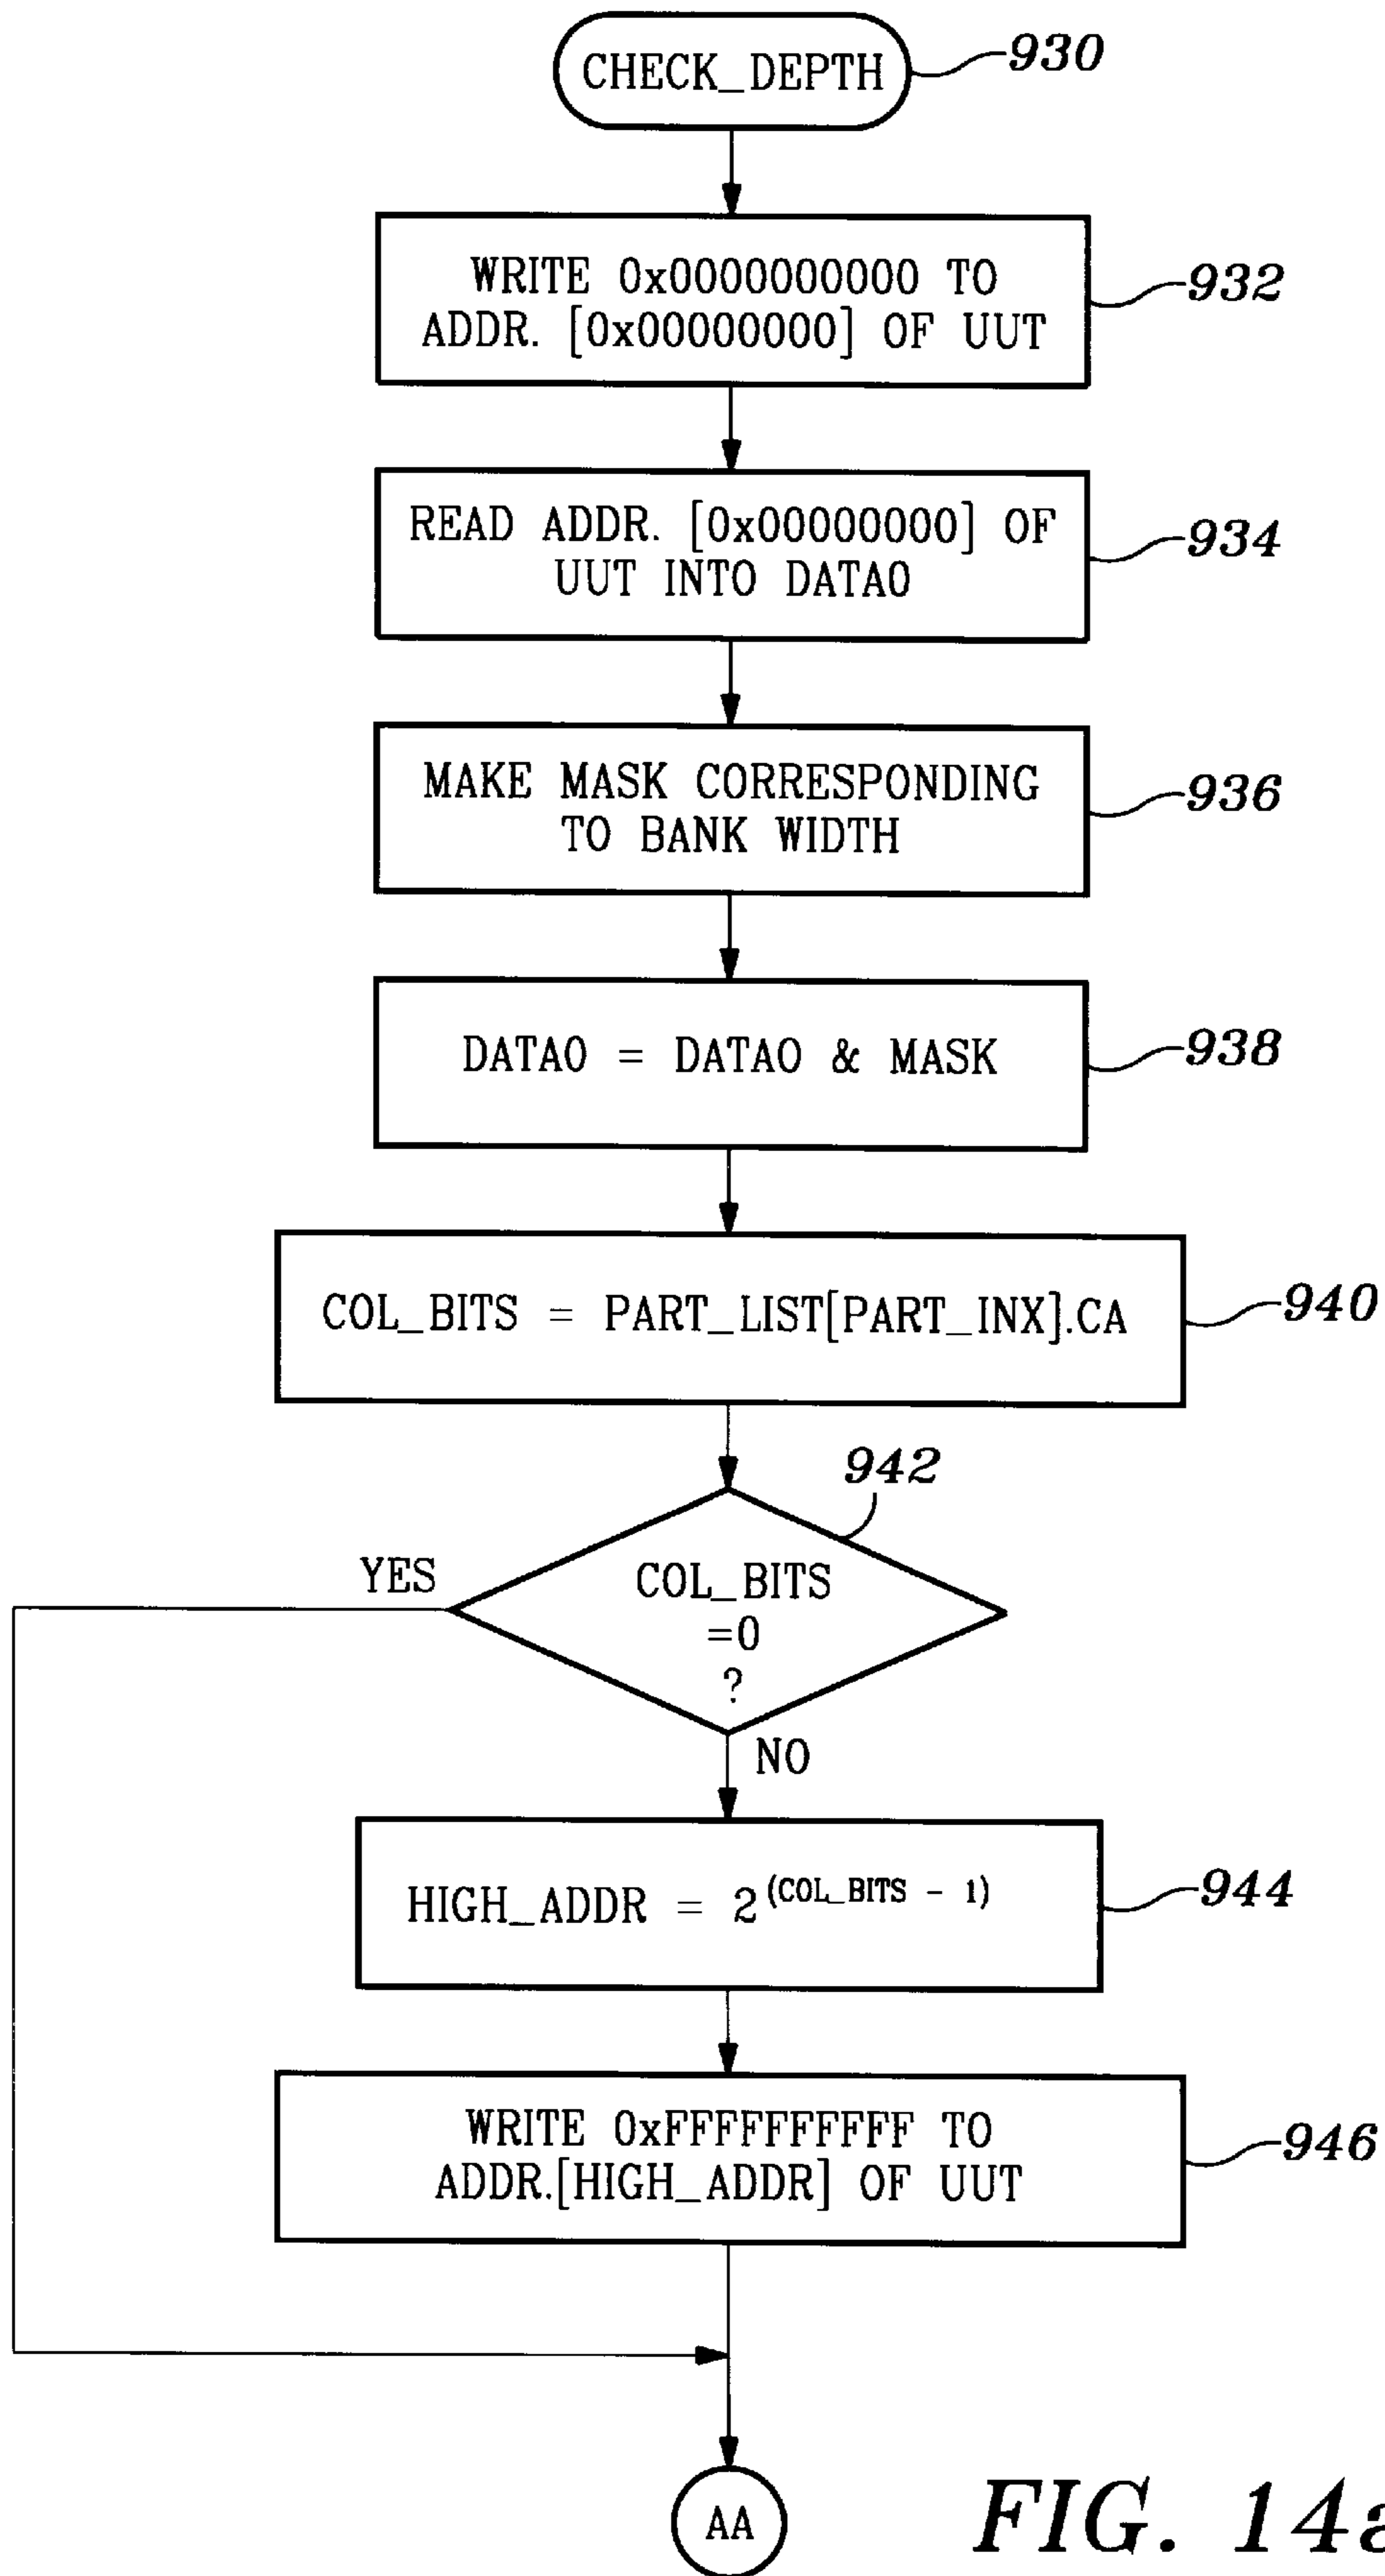 CHECK_DEPTH
930
WRITE 0x0000000000 TO
ADDR. [0x00000000] OF UUT
932
READ ADDR. [0x00000000] OF
UUT INTO DATA0
934
MAKE MASK CORRESPONDING
TO BANK WIDTH
936
DATA0 = DATA0 & MASK
938
COL_BITS = PART_LIST[PART_INX].CA
940
942
YES
COL_BITS
=0
?
NO
HIGH_ADDR = 2^(COL_BITS - 1)
944
WRITE 0xFFFFFFFFFF TO
ADDR.[HIGH_ADDR] OF UUT
946
AA
FIG. 14a